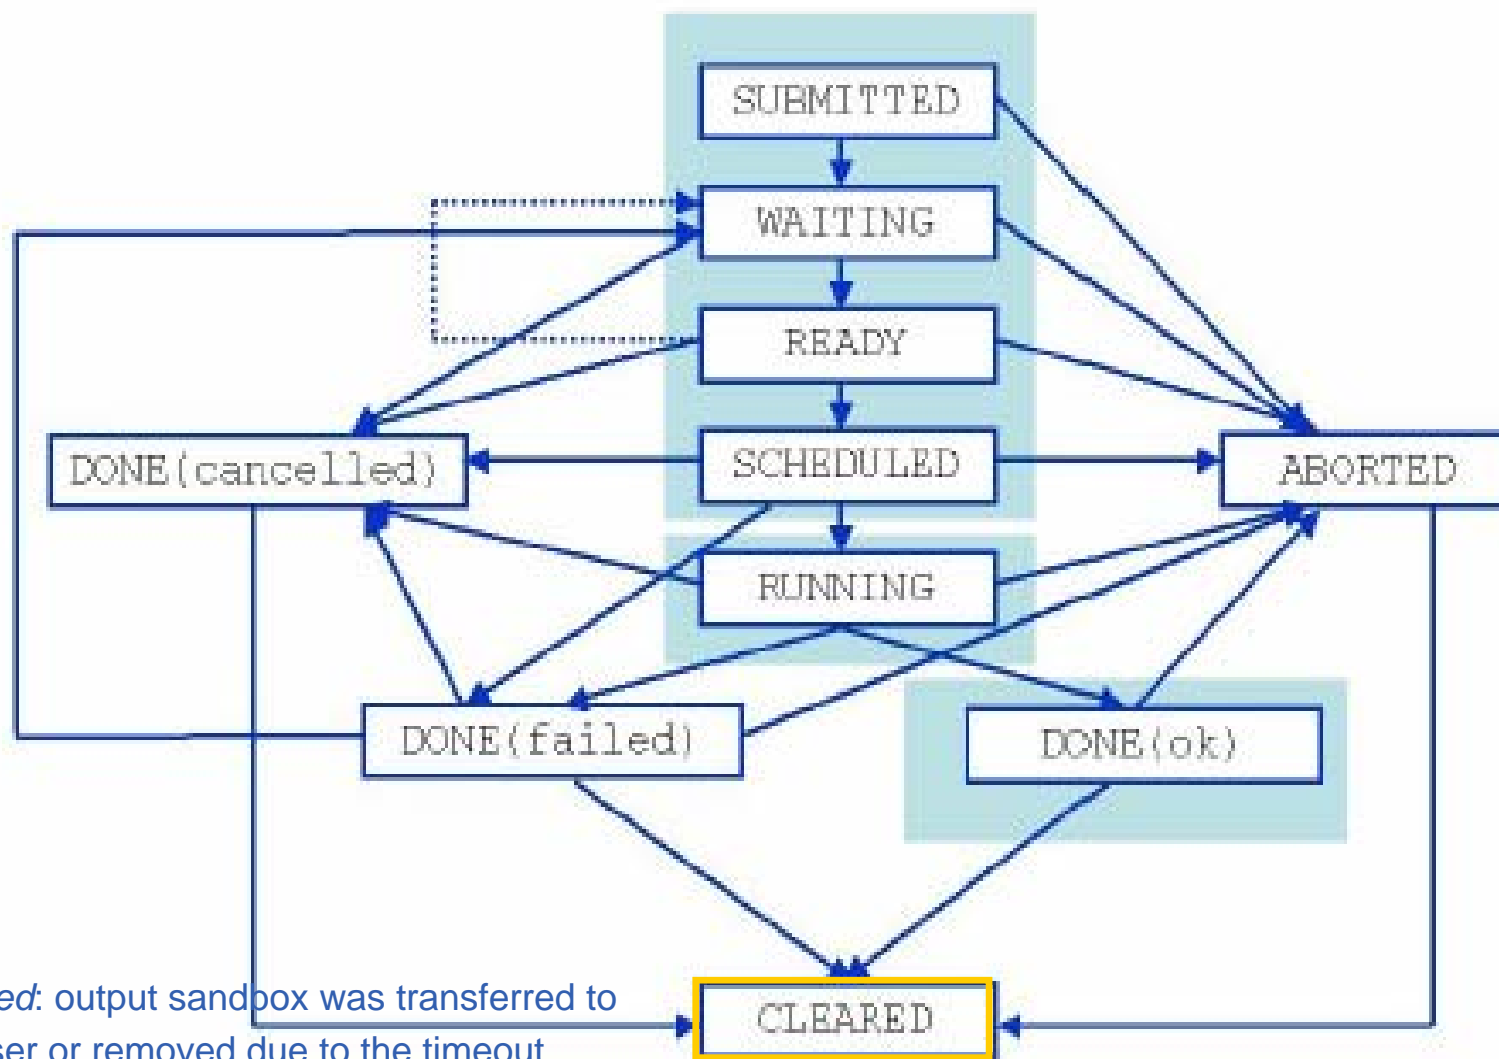 SUBMITTED
WAITING
READY
DONE(cancelled)
SCHEDULED
ABORTED
RUNNING
DONE(failed)
DONE(ok)
CLEARED
ed: output sandbox was transferred to
ser or removed due to the timeout